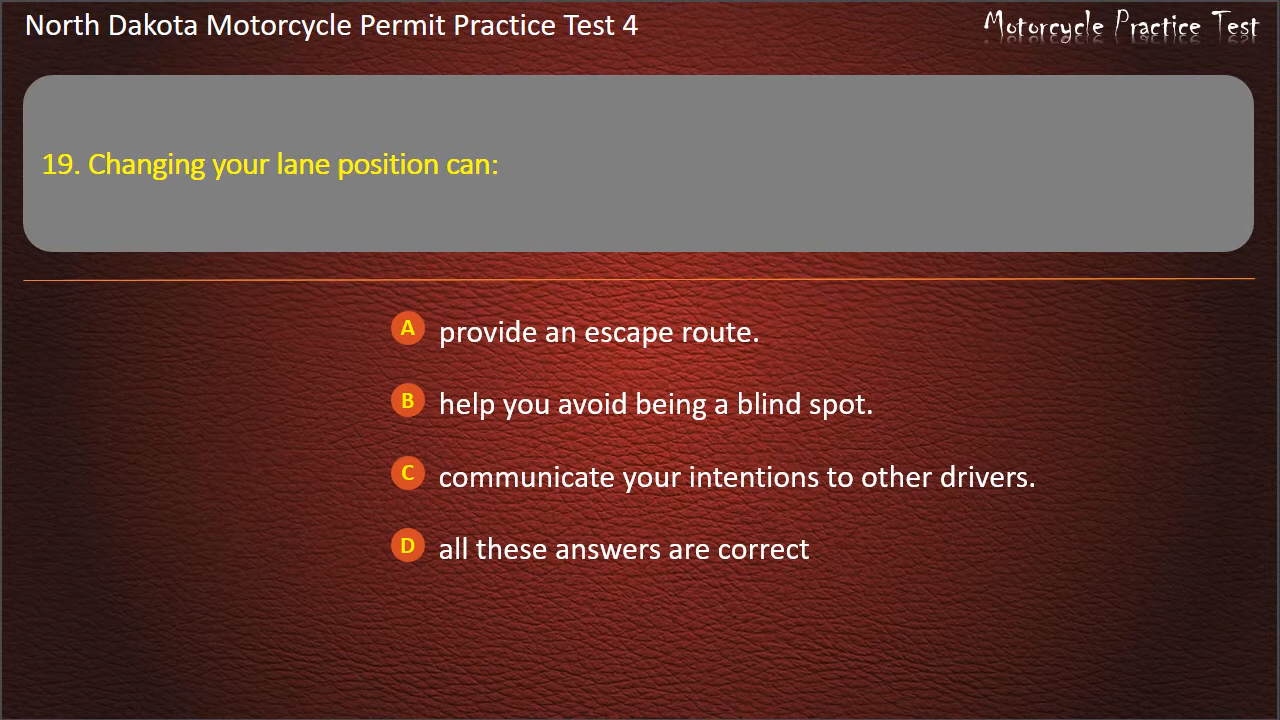 North Dakota Motorcycle Permit Practice Test 4
Motorcycle Practice Test
19. Changing your lane position can:
A provide an escape route.
B help you avoid being a blind spot.
C communicate your intentions to other drivers.
D all these answers are correct